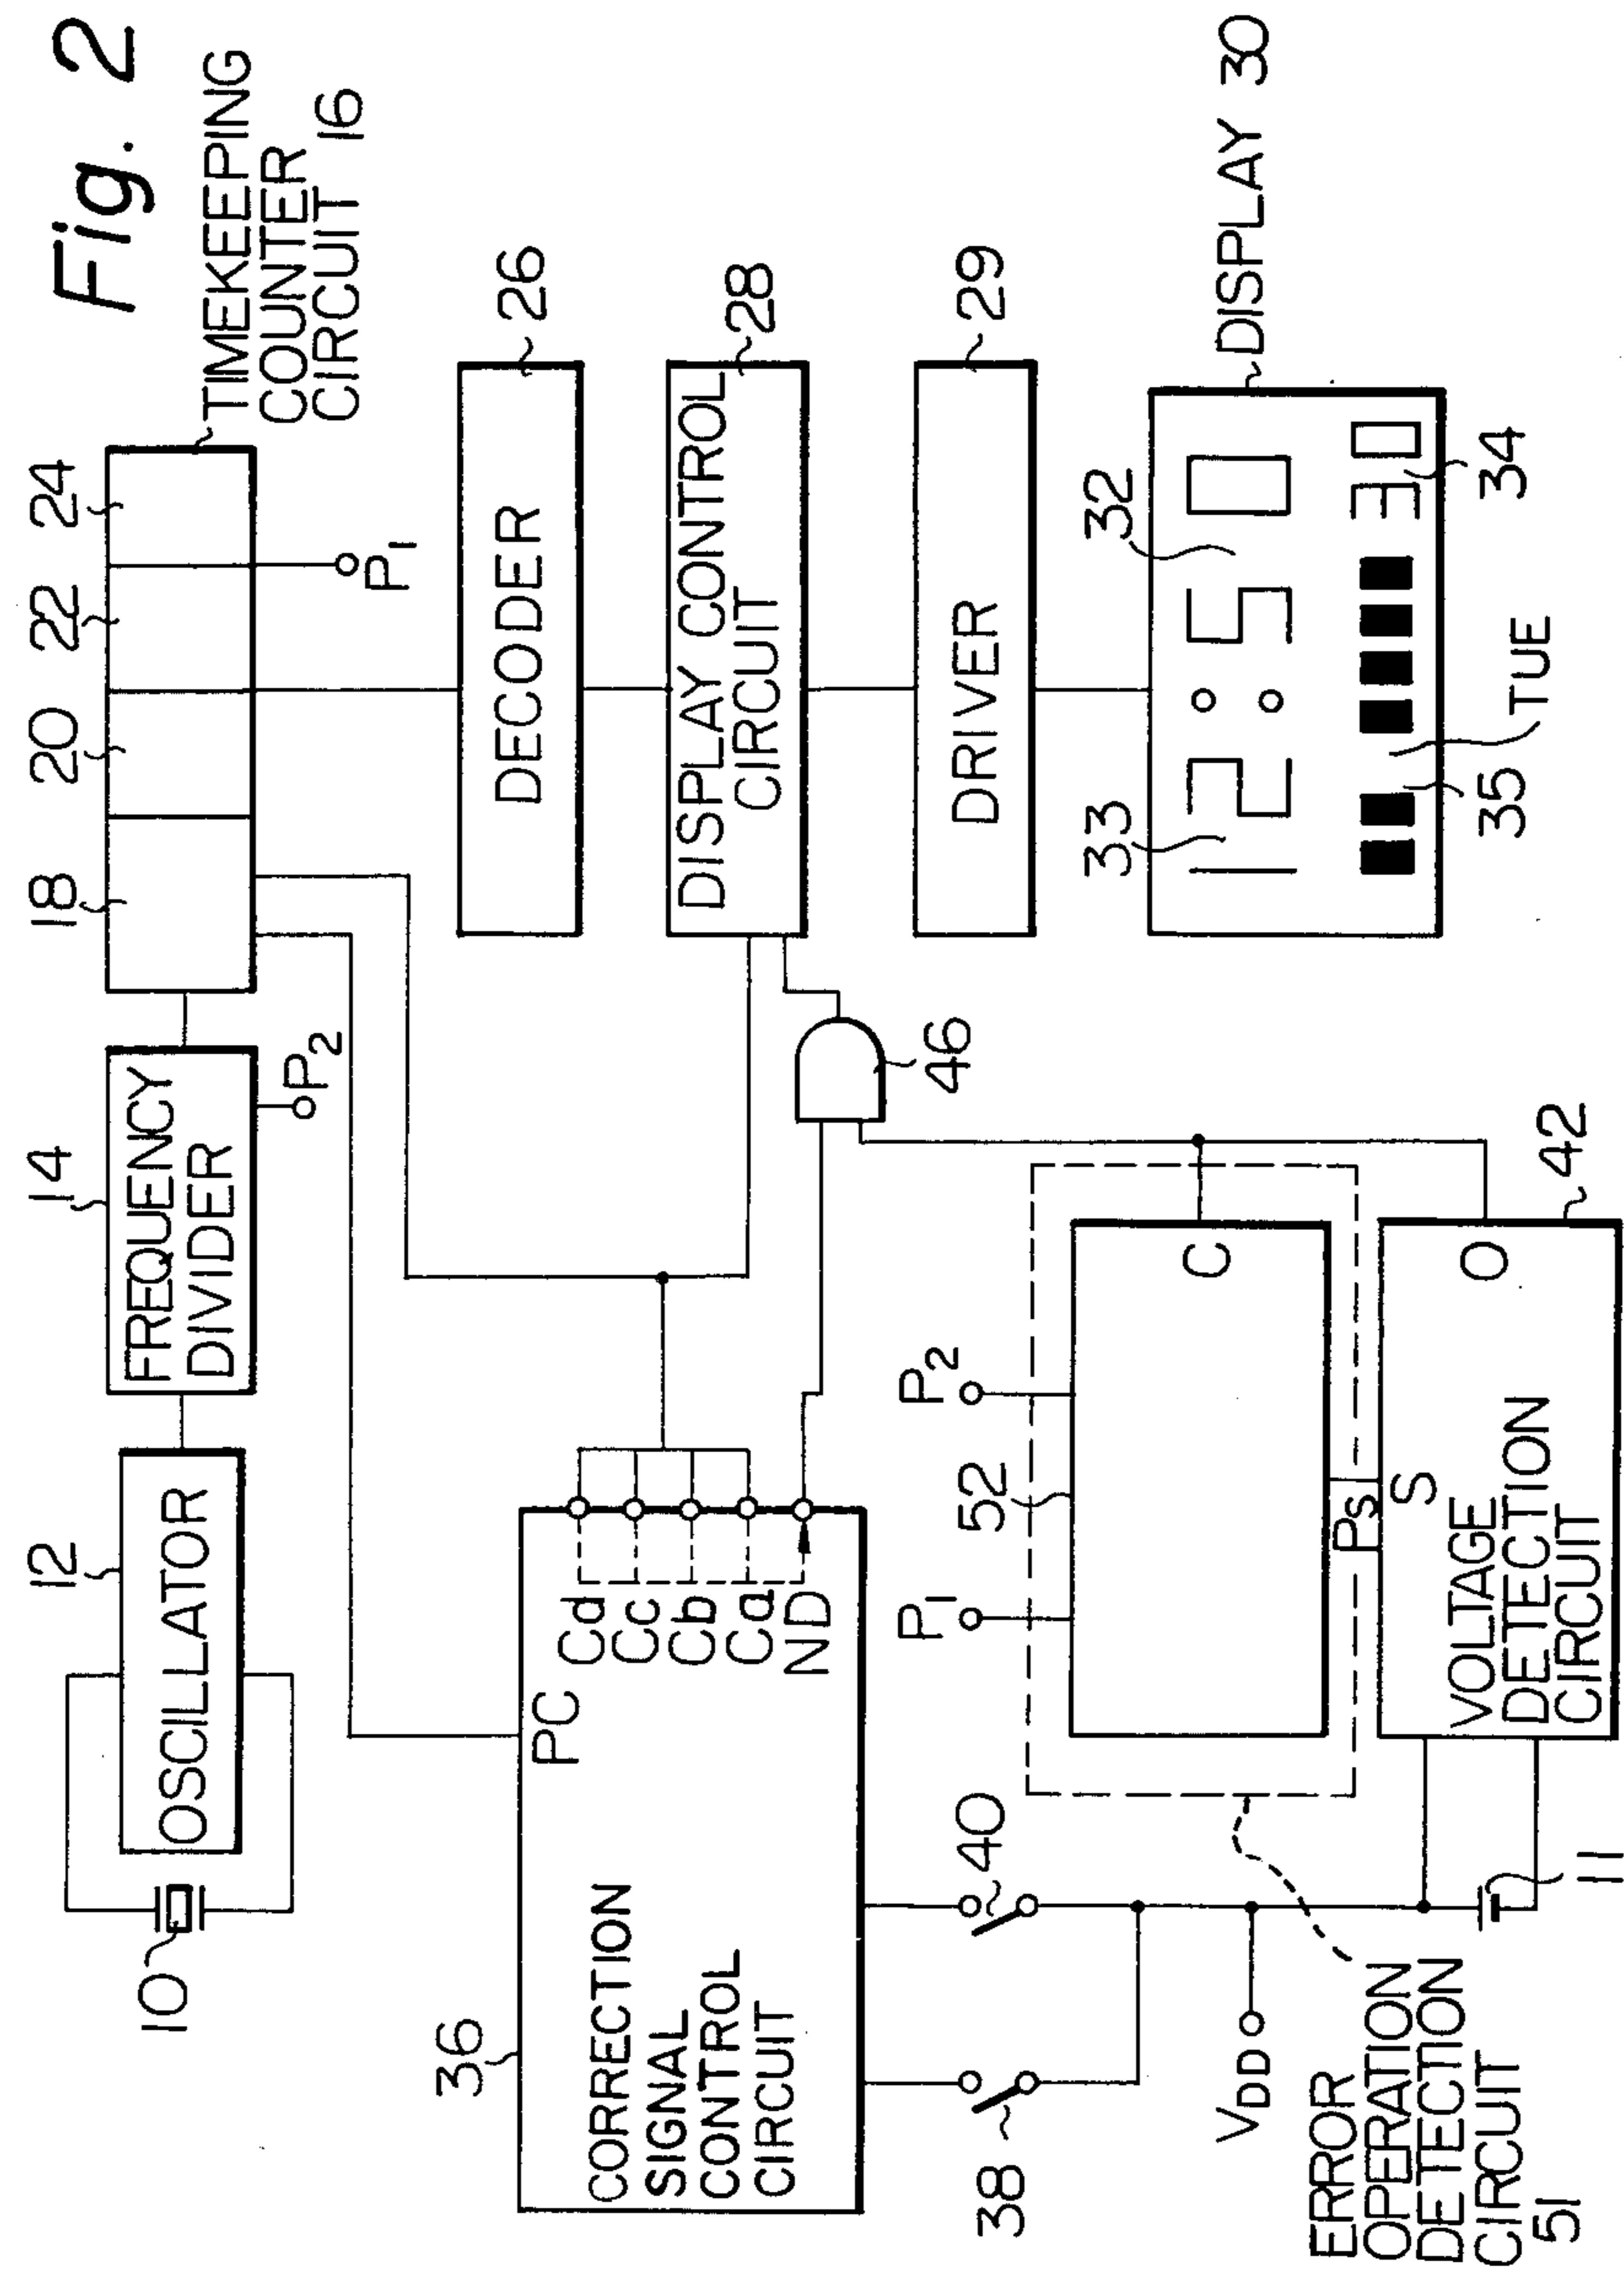 Fig. 2
10
12
OSCILLATOR
14
FREQUENCY
DIVIDER
P2
18
20
22
24
TIMEKEEPING
COUNTER
CIRCUIT 16
P1
DECODER
26
36
PC
CORRECTION
SIGNAL
CONTROL
CIRCUIT
Cd
Cc
Cb
Ca
ND
DISPLAY CONTROL
CIRCUIT
28
46
DRIVER
29
38
40
P1
52
P2
C
33
32
12:50
30
35
TUE
34
DISPLAY 30
VDD
PS
S
O
VOLTAGE
DETECTION
CIRCUIT
42
11
ERROR
OPERATION
DETECTION
CIRCUIT
51